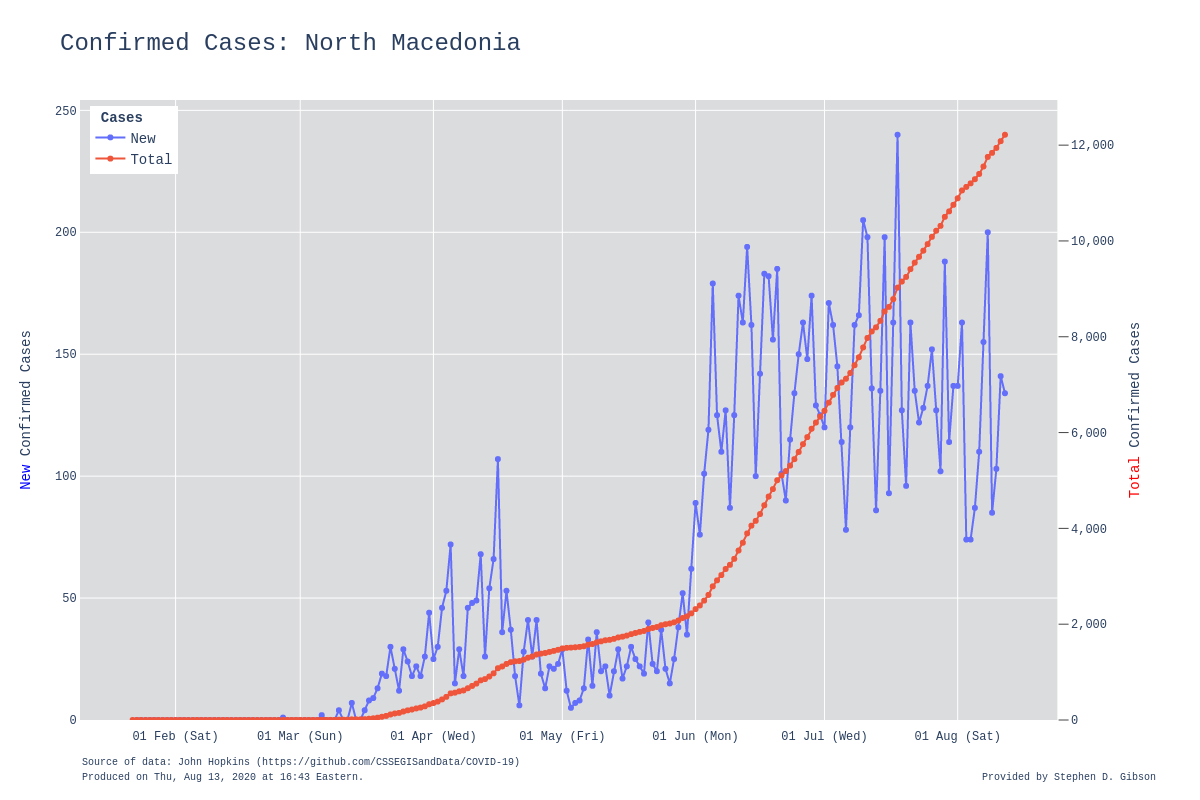 Confirmed Cases: North Macedonia
Cases
New
Total
250
200
150
100
50
0
12,000
10,000
8,000
6,000
4,000
2,000
0
New Confirmed Cases
Total Confirmed Cases
01 Feb (Sat)
01 Mar (Sun)
01 Apr (Wed)
01 May (Fri)
01 Jun (Mon)
01 Jul (Wed)
01 Aug (Sat)
Source of data: John Hopkins (https://github.com/CSSEGISandData/COVID-19)
Produced on Thu, Aug 13, 2020 at 16:43 Eastern.
Provided by Stephen D. Gibson